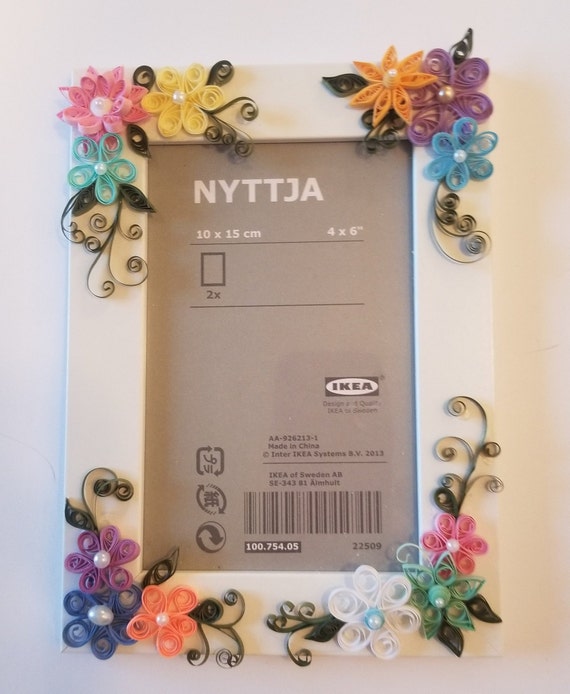 NYTTJA
10 x 15 cm 4 x 6"
2x
IKEA
Design and Quality
IKEA of Sweden
AA-926213-1
Made in China
© Inter IKEA Systems B.V. 2013
IKEA of Sweden AB
SE-343 81 Älmhult
100.754.05 22509